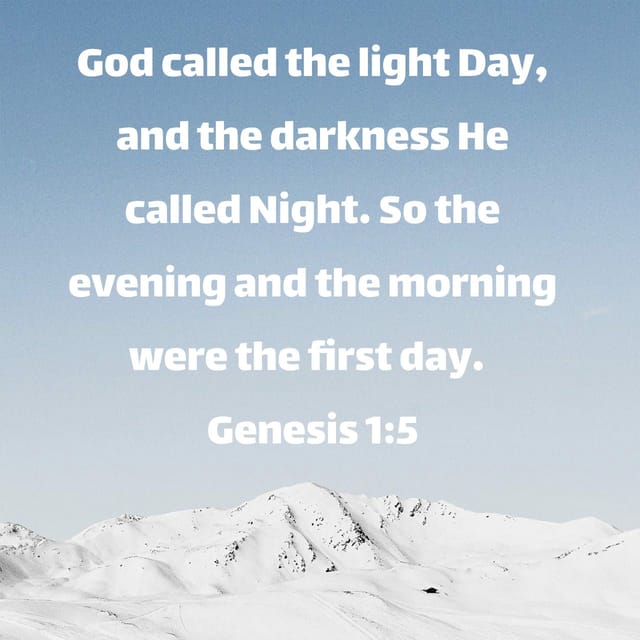 God called the light Day,
and the darkness He
called Night. So the
evening and the morning
were the first day.
Genesis 1:5